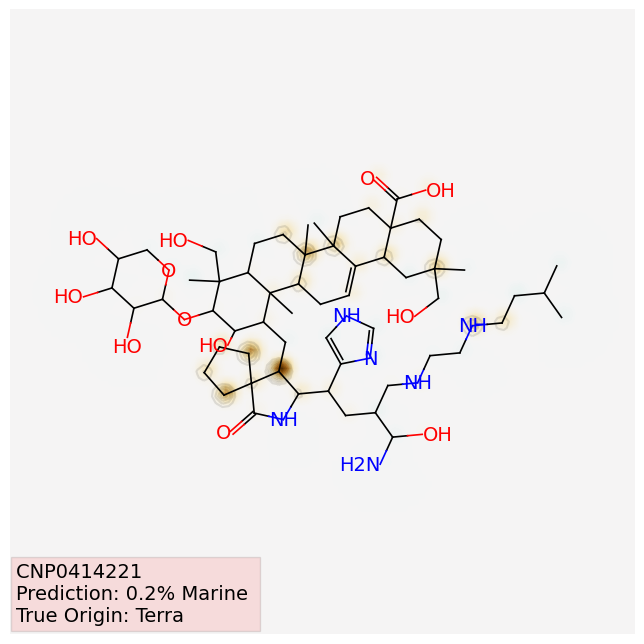 O
OH
HO
HO
O
HO
O
HO
HO
HO
NH
N
NH
NH
O
NH
OH
H2N
CNP0414221
Prediction: 0.2% Marine
True Origin: Terra